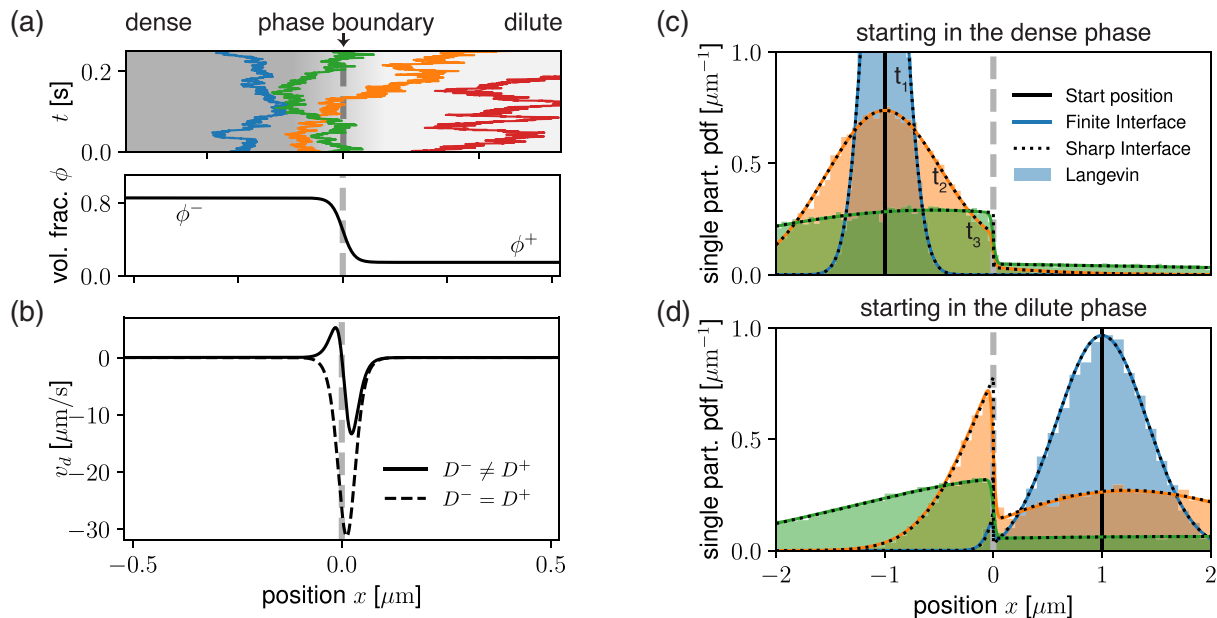 (a)
dense
phase boundary
dilute
t [s]
0.2
0.0
vol. frac. ϕ
0.8
0.0
ϕ⁻
ϕ⁺
(b)
v_d [μm/s]
0
−10
−20
−30
D⁻ ≠ D⁺
D⁻ = D⁺
−0.5
0.0
0.5
position x [μm]
(c)
starting in the dense phase
single part. pdf [μm⁻¹]
1.0
0.5
0.0
t₁
t₂
t₃
Start position
Finite Interface
Sharp Interface
Langevin
(d)
starting in the dilute phase
single part. pdf [μm⁻¹]
1.0
0.5
0.0
−2
−1
0
1
2
position x [μm]